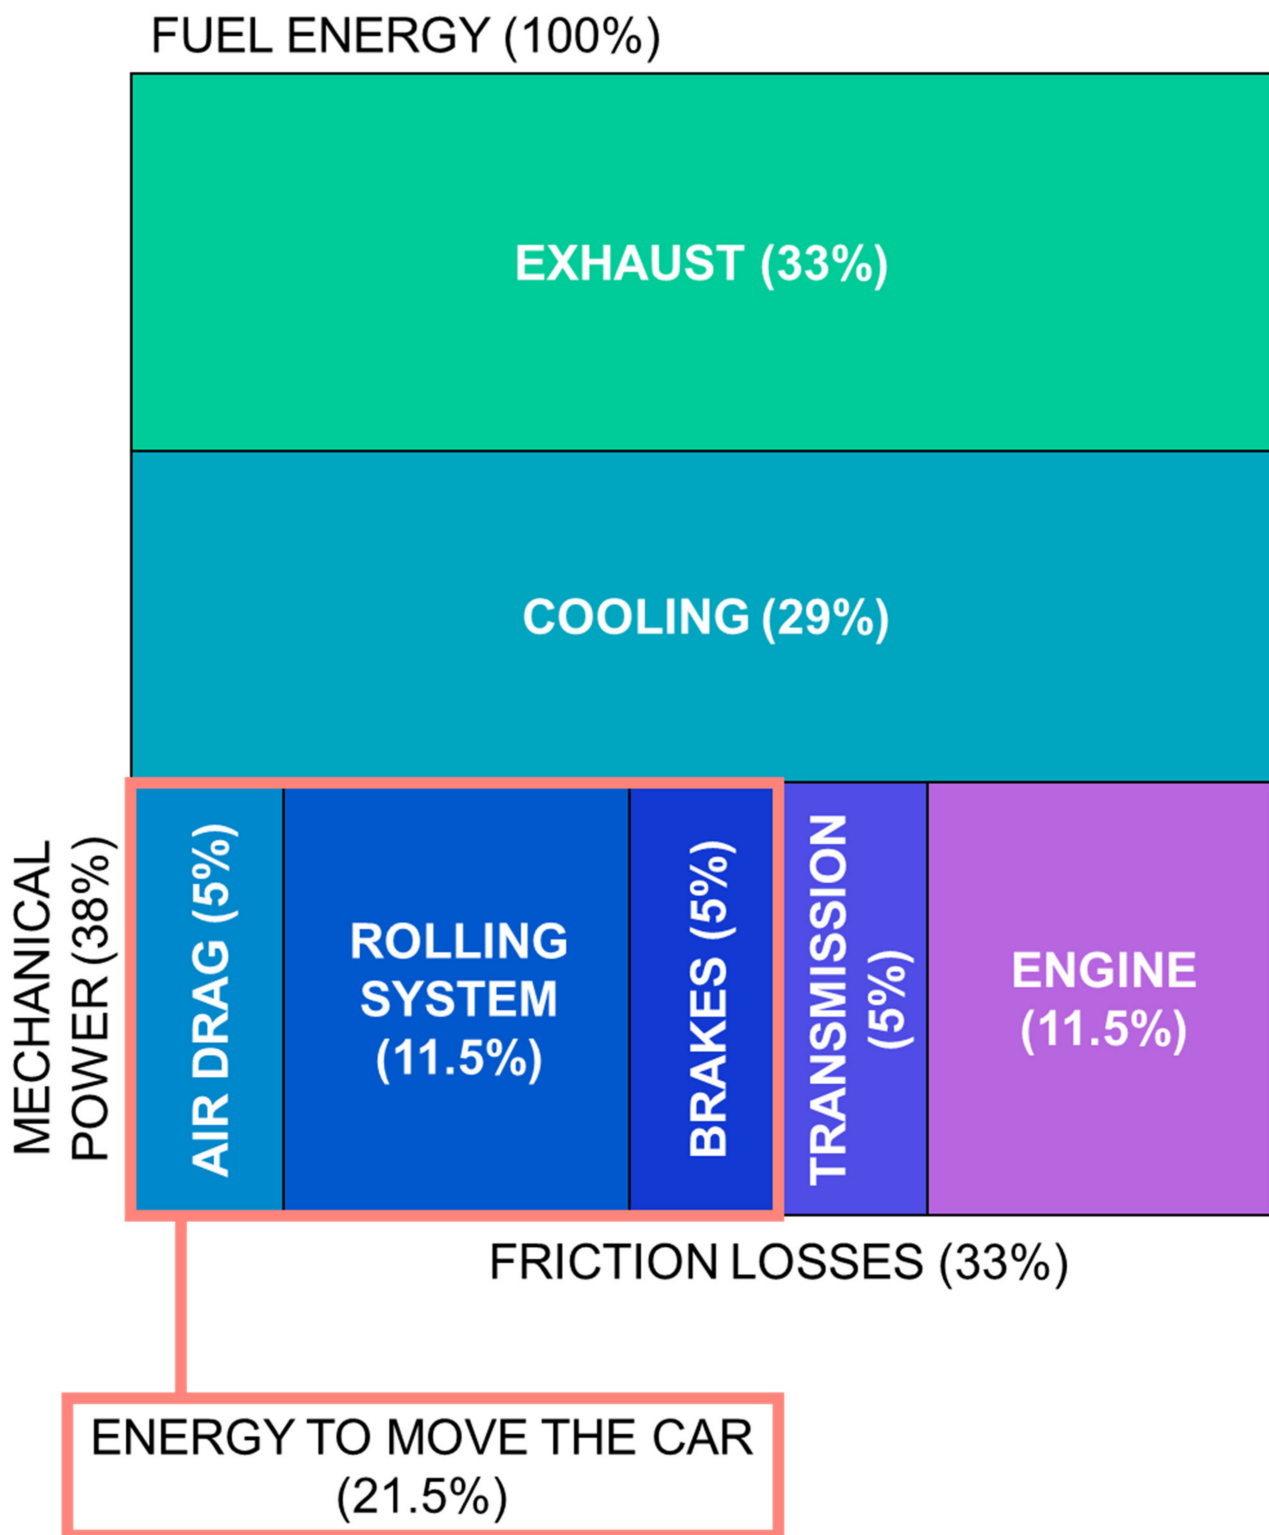 FUEL ENERGY (100%)
EXHAUST (33%)
COOLING (29%)
MECHANICAL
POWER (38%)
AIR DRAG (5%)
ROLLING
SYSTEM
(11.5%)
BRAKES (5%)
TRANSMISSION
(5%)
ENGINE
(11.5%)
FRICTION LOSSES (33%)
ENERGY TO MOVE THE CAR
(21.5%)